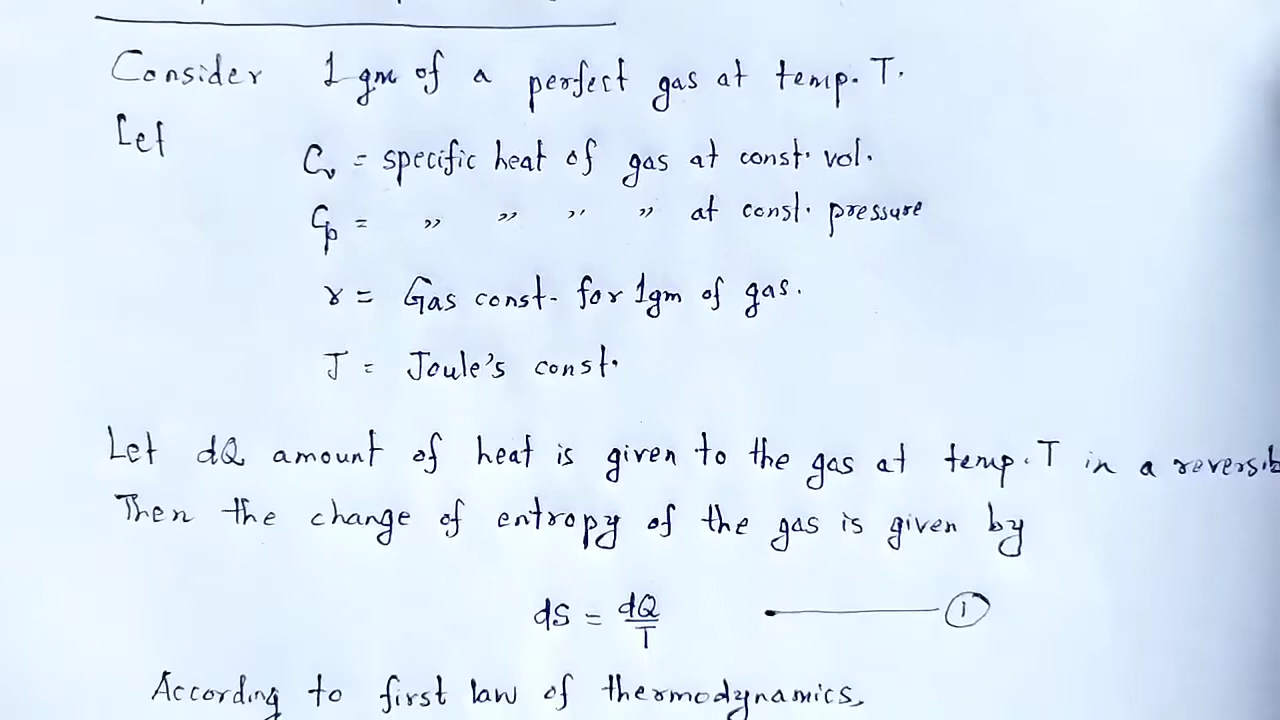 Consider 1 gm of a perfect gas at temp. T.
Let
Cv = specific heat of gas at const. vol.
Cp = ,, ,, ,, ,, at const. pressure
r = Gas const. for 1gm of gas.
J = Joule's const.
Let dQ amount of heat is given to the gas at temp. T in a reversib
Then the change of entropy of the gas is given by
dS = dQ/T ——— ①
According to first law of thermodynamics,